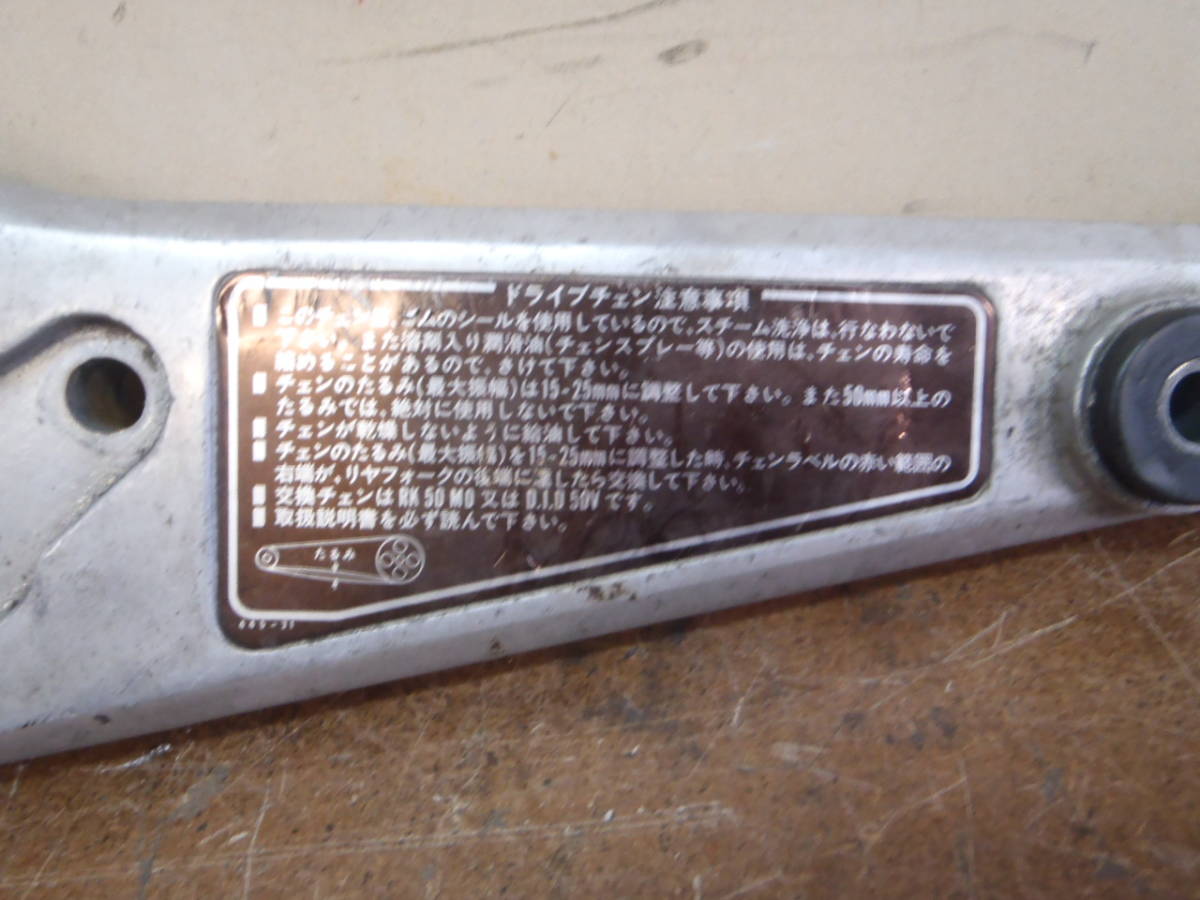 ドライブチェン注意事項
■ このチェンは、ゴムのシールを使用しているので、スチーム洗浄は、行なわないで
下さい。また溶剤入り潤滑油(チェンスプレー等)の使用は、チェンの寿命を
縮めることがあるので、さけて下さい。
■ チェンのたるみ(最大振幅)は15-25mmに調整して下さい。また50mm以上の
たるみでは、絶対に使用しないで下さい。
■ チェンが乾燥しないように給油して下さい。
■ チェンのたるみ(最大振幅)を15-25mmに調整した時、チェンラベルの赤い範囲の
右端が、リヤフォークの後端に達したら交換して下さい。
■ 交換チェンはRK 50 MO 又は D.I.D 50V です。
■ 取扱説明書を必ず読んで下さい。
たるみ